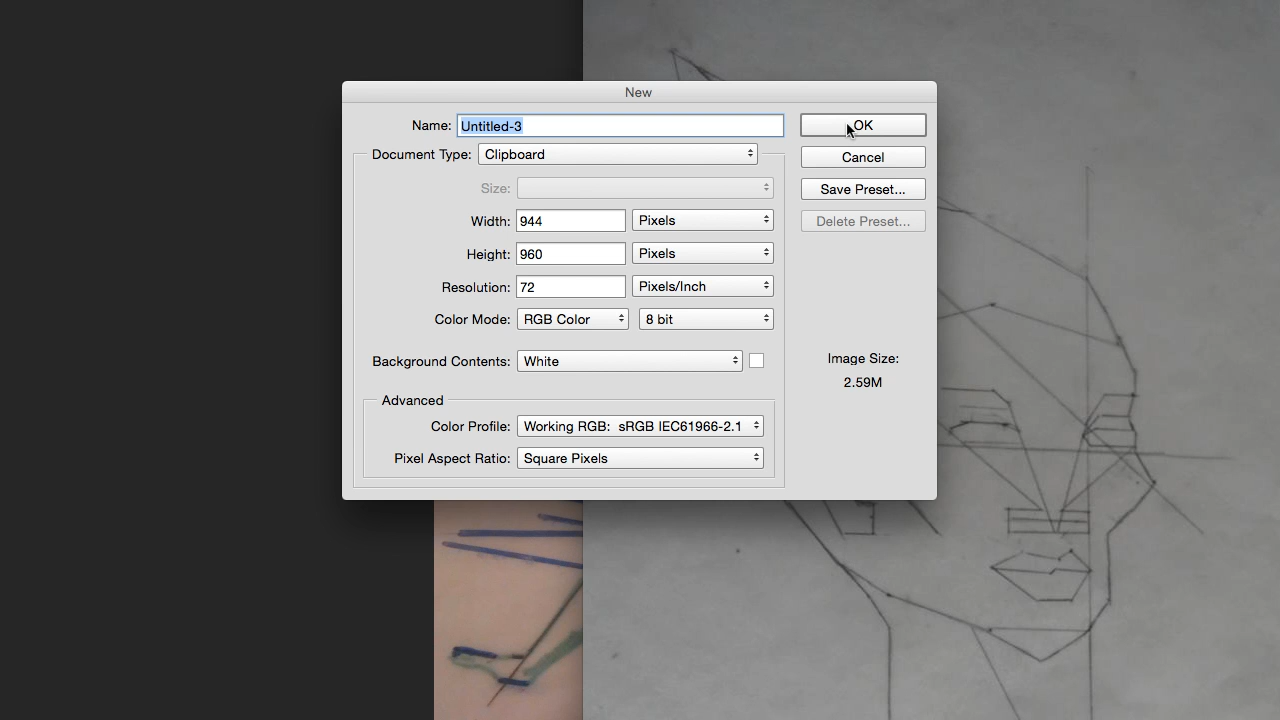 New
Name: Untitled-3
OK
Document Type: Clipboard
Cancel
Size:
Save Preset...
Width: 944 Pixels
Delete Preset...
Height: 960 Pixels
Resolution: 72 Pixels/Inch
Color Mode: RGB Color 8 bit
Background Contents: White
Image Size:
2.59M
Advanced
Color Profile: Working RGB: sRGB IEC61966-2.1
Pixel Aspect Ratio: Square Pixels